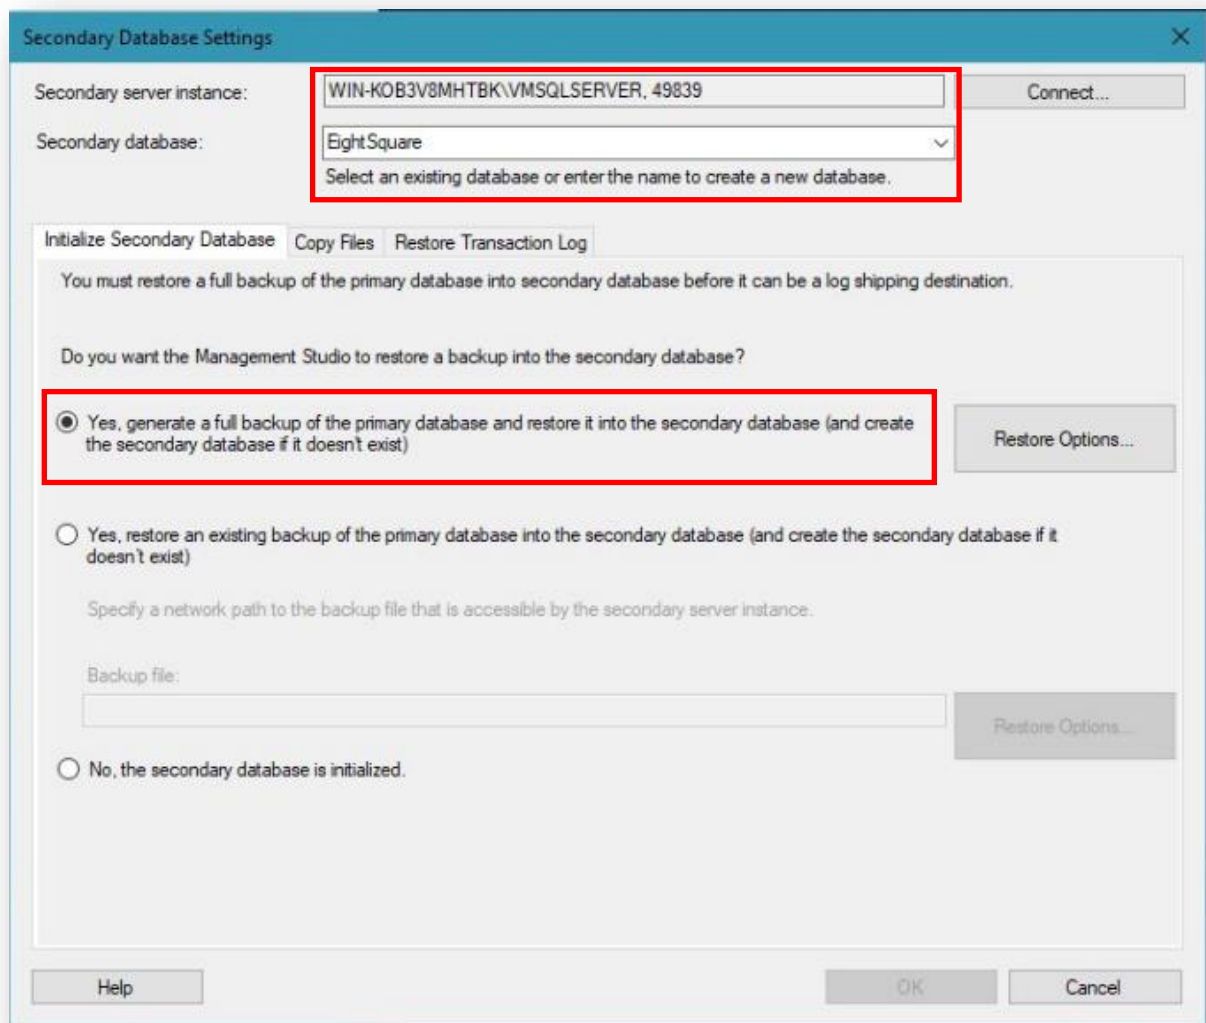 Secondary Database Settings
Secondary server instance:
WIN-KOB3V8MHTBK\VMSQLSERVER, 49839
Connect...
Secondary database:
EightSquare
Select an existing database or enter the name to create a new database.
Initialize Secondary Database
Copy Files
Restore Transaction Log
You must restore a full backup of the primary database into secondary database before it can be a log shipping destination.
Do you want the Management Studio to restore a backup into the secondary database?
Yes, generate a full backup of the primary database and restore it into the secondary database (and create
the secondary database if it doesn't exist)
Restore Options...
Yes, restore an existing backup of the primary database into the secondary database (and create the secondary database if it
doesn't exist)
Specify a network path to the backup file that is accessible by the secondary server instance.
Backup file:
Restore Options...
No, the secondary database is initialized.
Help
OK
Cancel